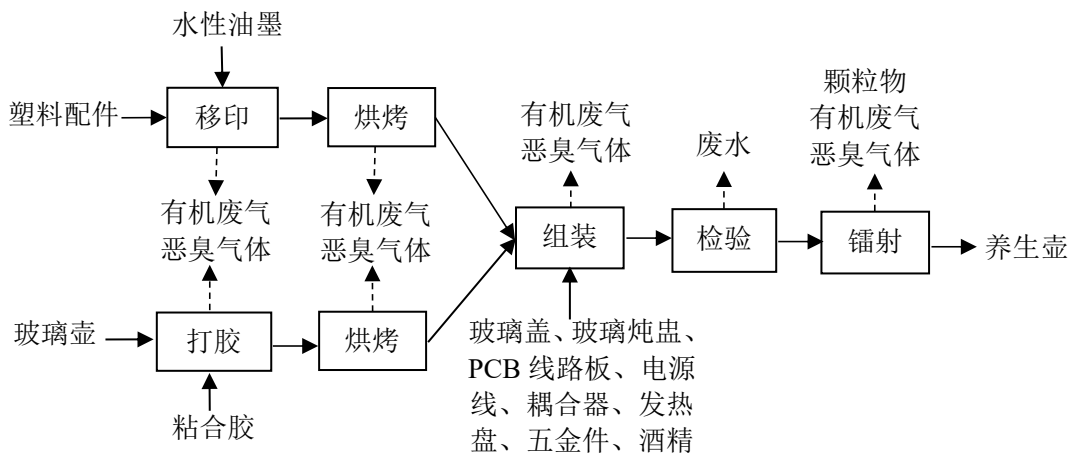 水性油墨
塑料配件
移印
烘烤
有机废气
恶臭气体
有机废气
恶臭气体
玻璃壶
打胶
烘烤
粘合胶
有机废气
恶臭气体
组装
玻璃盖、玻璃炖盅、
PCB 线路板、电源
线、耦合器、发热
盘、五金件、酒精
废水
检验
颗粒物
有机废气
恶臭气体
镭射
养生壶